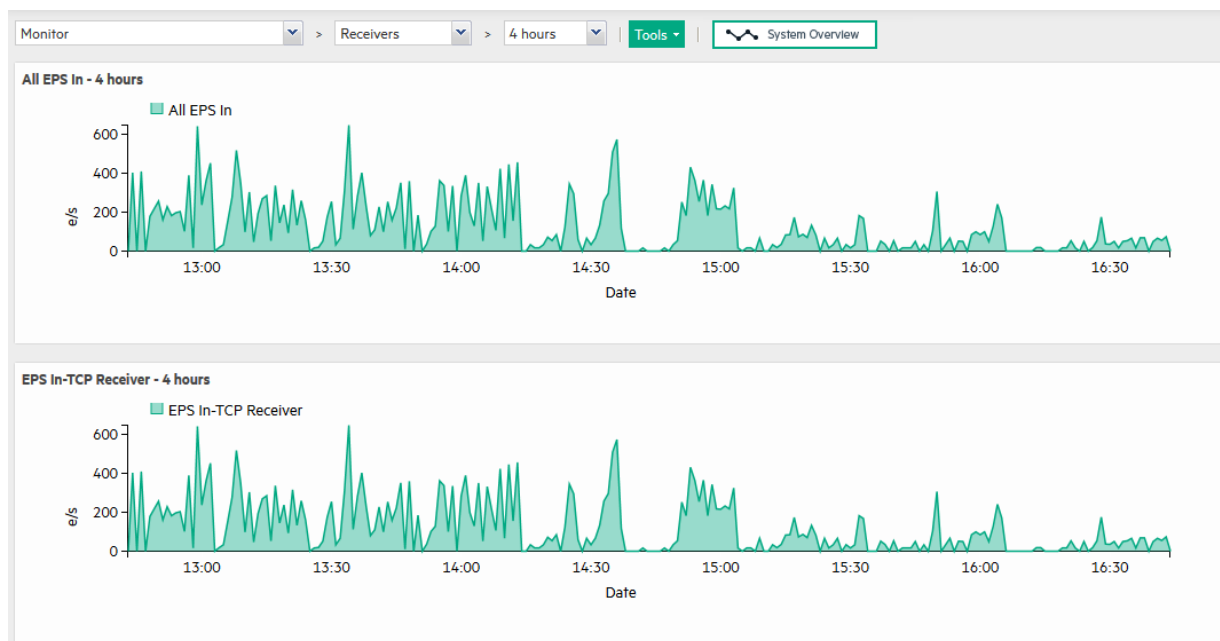 Monitor > Receivers > 4 hours | Tools | System Overview
All EPS In - 4 hours
All EPS In
600
400
200
0
e/s
13:00 13:30 14:00 14:30 15:00 15:30 16:00 16:30
Date
EPS In-TCP Receiver - 4 hours
EPS In-TCP Receiver
600
400
200
0
e/s
13:00 13:30 14:00 14:30 15:00 15:30 16:00 16:30
Date